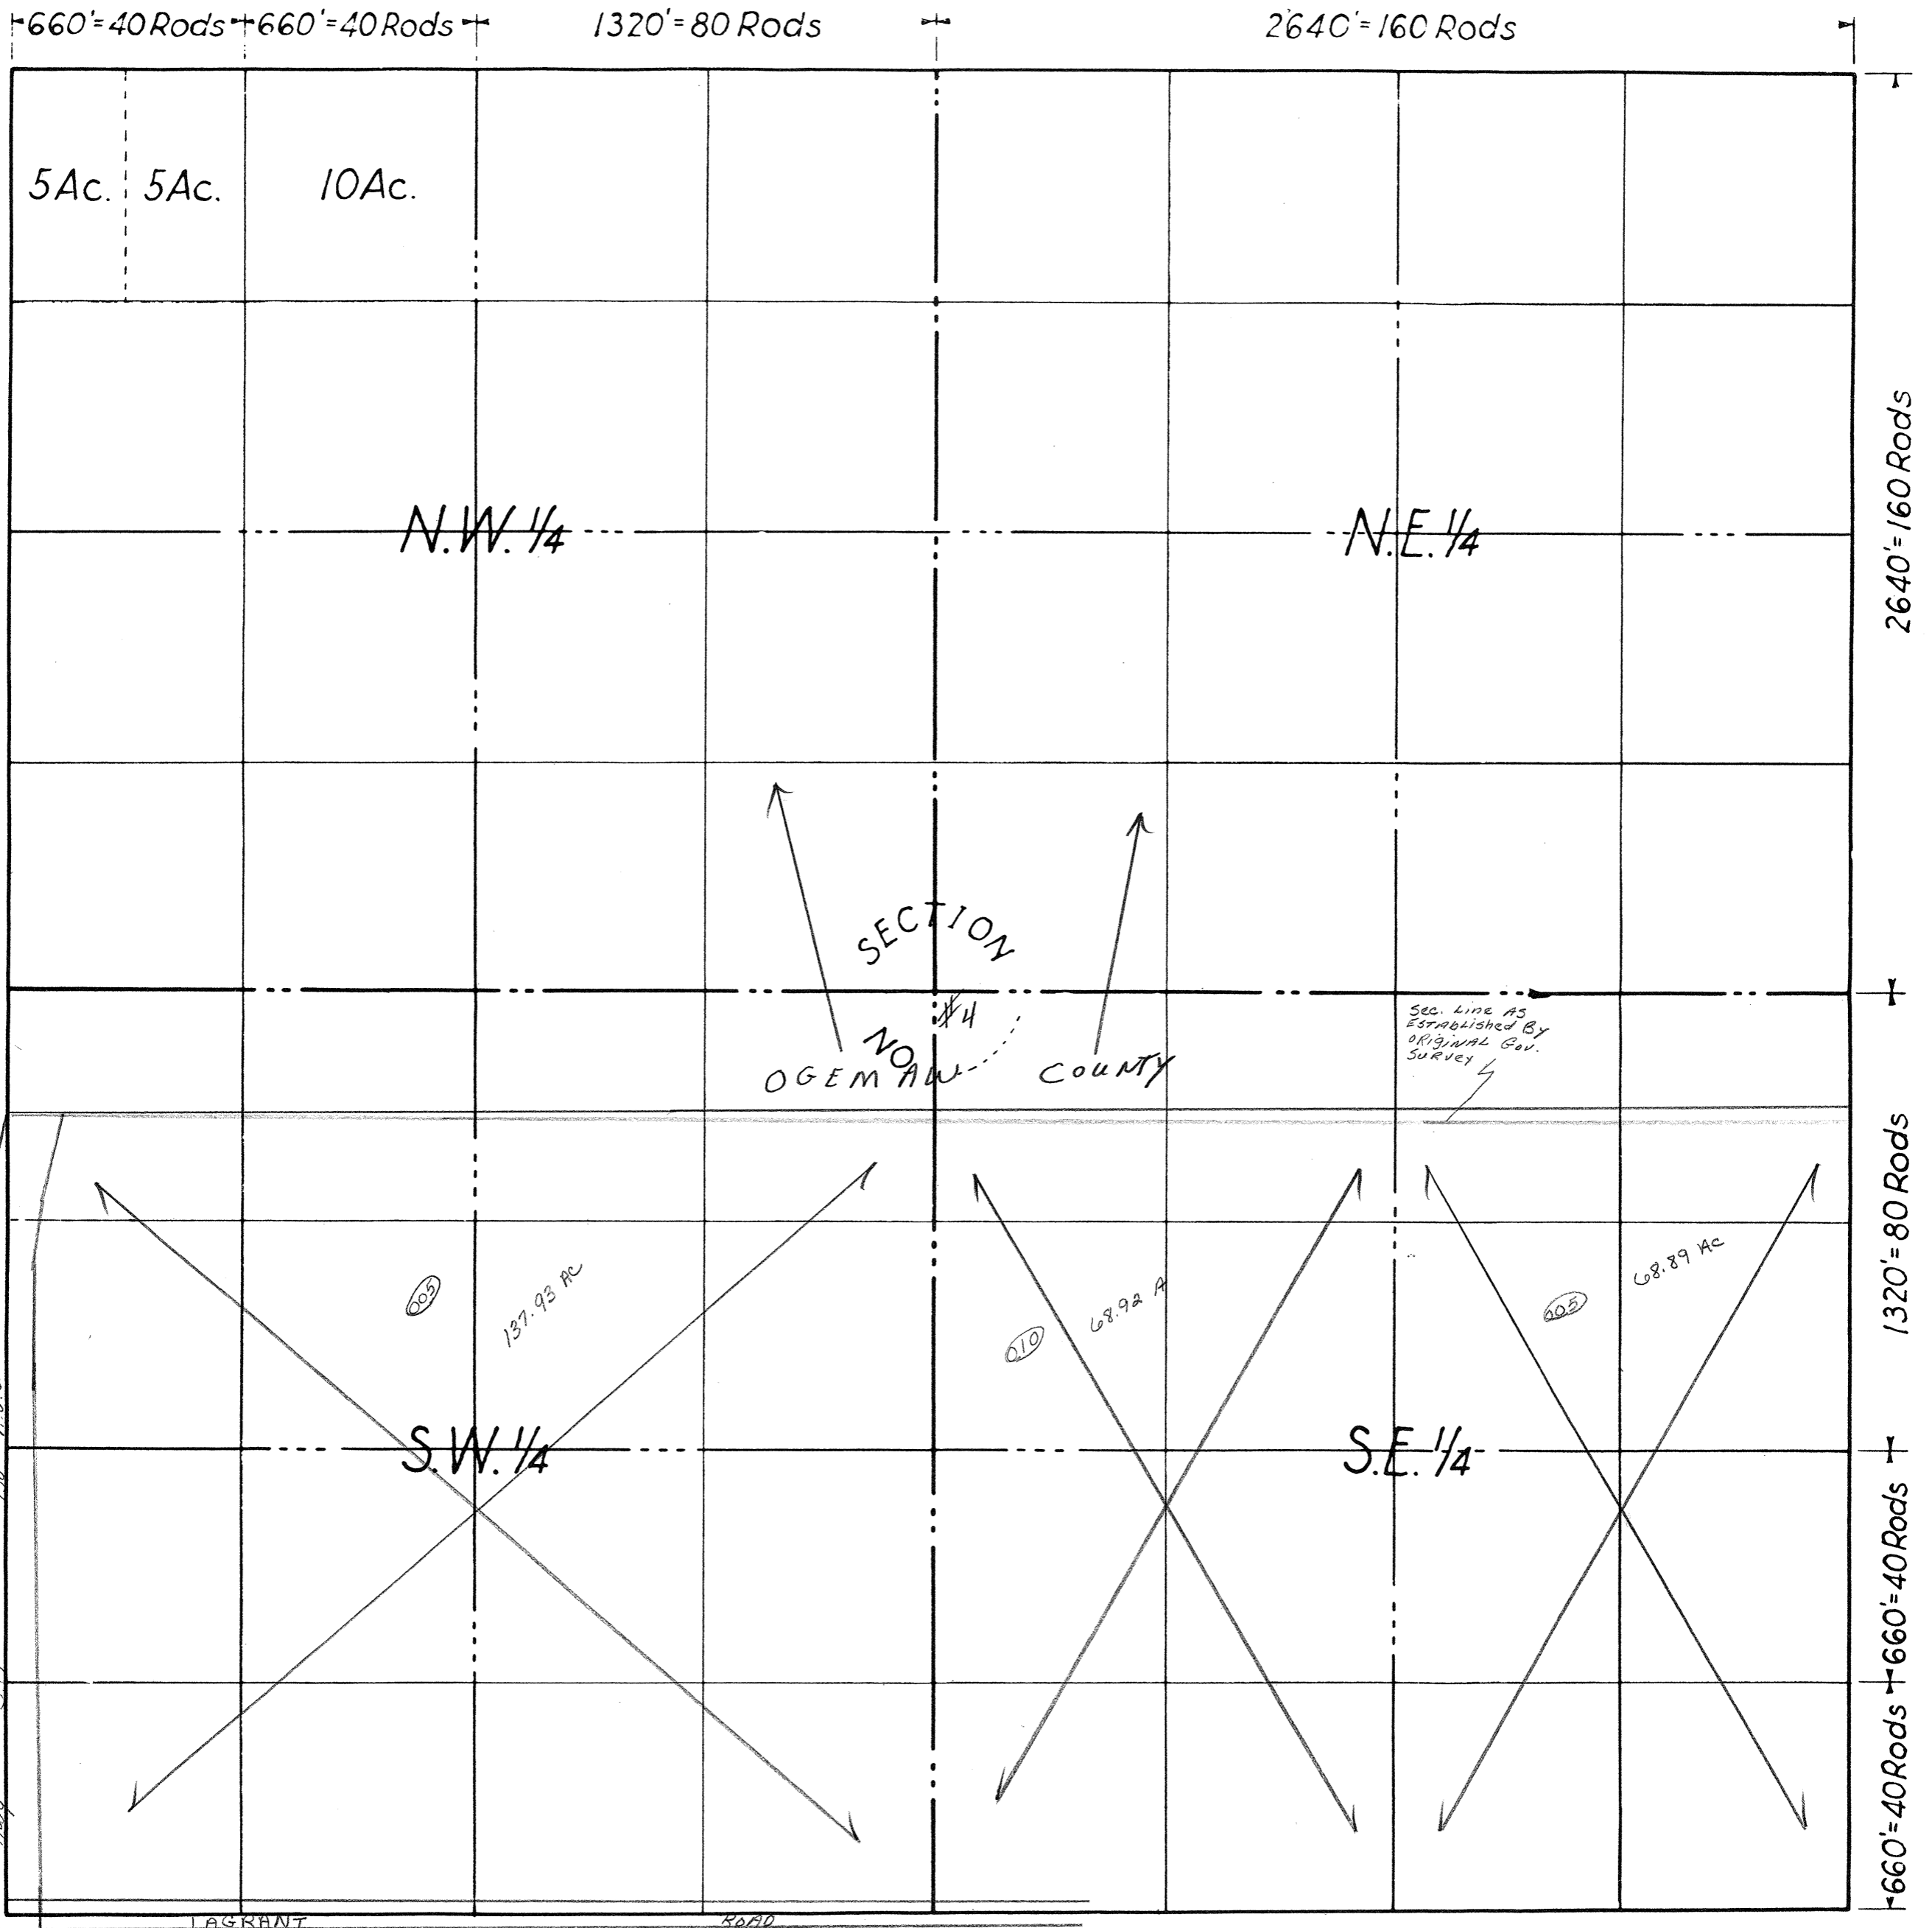 660'=40 Rods 660'=40 Rods 1320'=80 Rods 2640'=160 Rods
5Ac. 5Ac. 10Ac.
N.W. 1/4 N.E. 1/4
2640'=160 Rods
SECTION
NO #4
OGEMAW COUNTY
Sec. Line As
Established By
Original Gov.
Survey
005 137.93 AC
010 68.92 A
005 68.89 Ac
1320'=80 Rods
S.W. 1/4 S.E. 1/4
660'=40 Rods
660'=40 Rods
LAGRANT ROAD